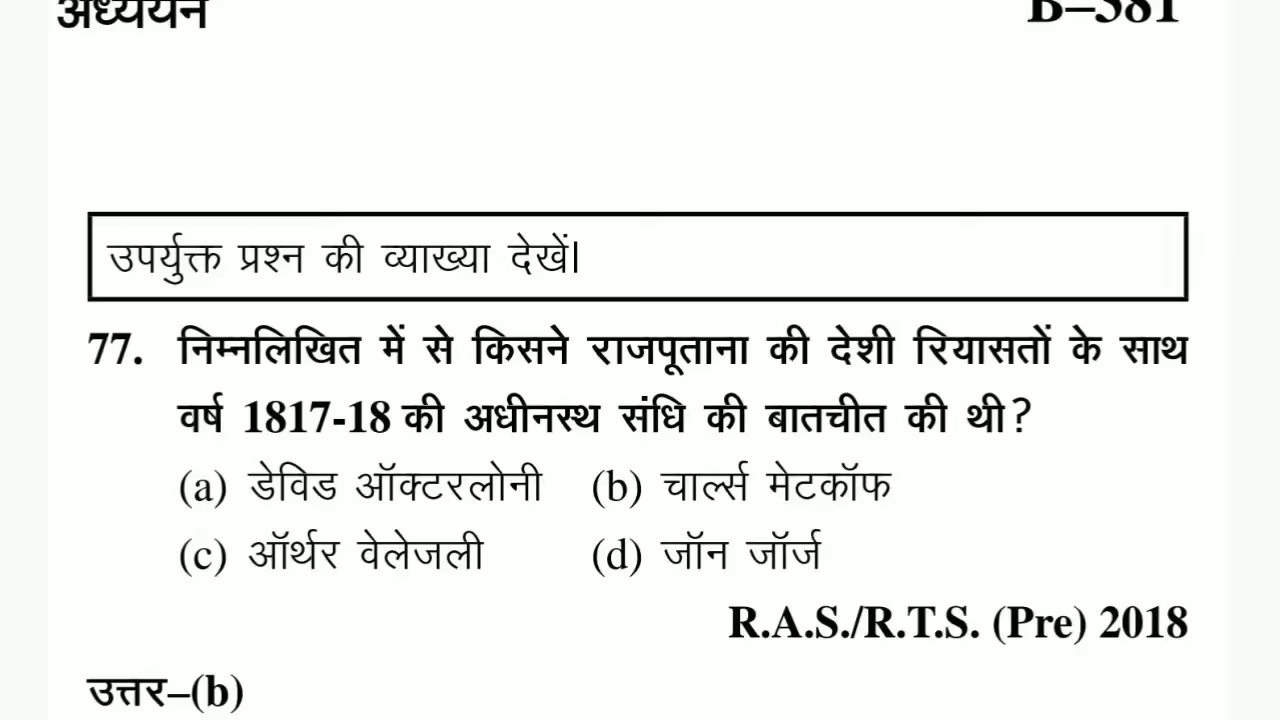 अध्ययन B–581
उपर्युक्त प्रश्न की व्याख्या देखें।
77. निम्नलिखित में से किसने राजपूताना की देशी रियासतों के साथ
वर्ष 1817-18 की अधीनस्थ संधि की बातचीत की थी?
(a) डेविड ऑक्टरलोनी (b) चार्ल्स मेटकॉफ
(c) ऑर्थर वेलेजली (d) जॉन जॉर्ज
R.A.S./R.T.S. (Pre) 2018
उत्तर–(b)